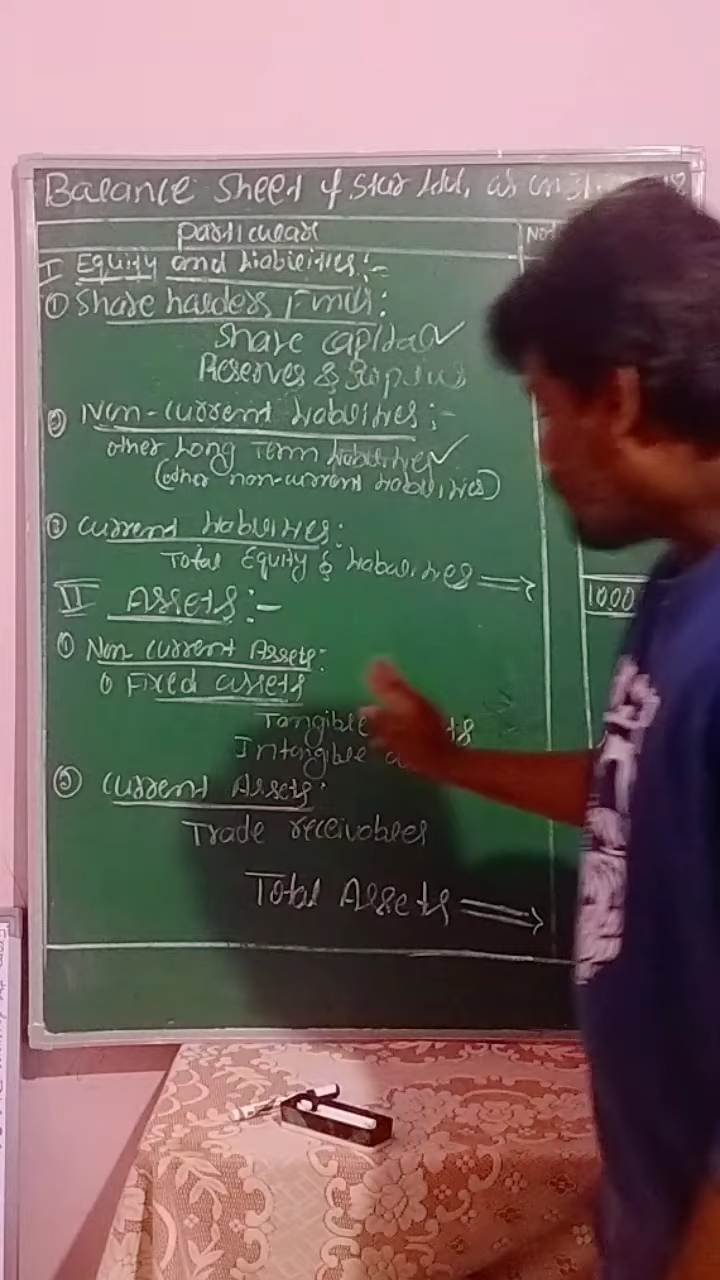 Balance Sheet of Star Ltd. as on 31
Particular
I Equity and Liabilities:-
① Share holders Funds:
Share capital ✓
Reserves & Surplus
② Non-current Liabilities:-
other Long Term Liabilities ✓
(other non-current Liabilities)
③ Current Liabilities:
Total Equity & Liabilities ⇒
1000
II Assets:-
① Non current Assets:
① Fixed assets
Tangible
Intangible
② Current Assets:
Trade receivables
Total Assets ⇒